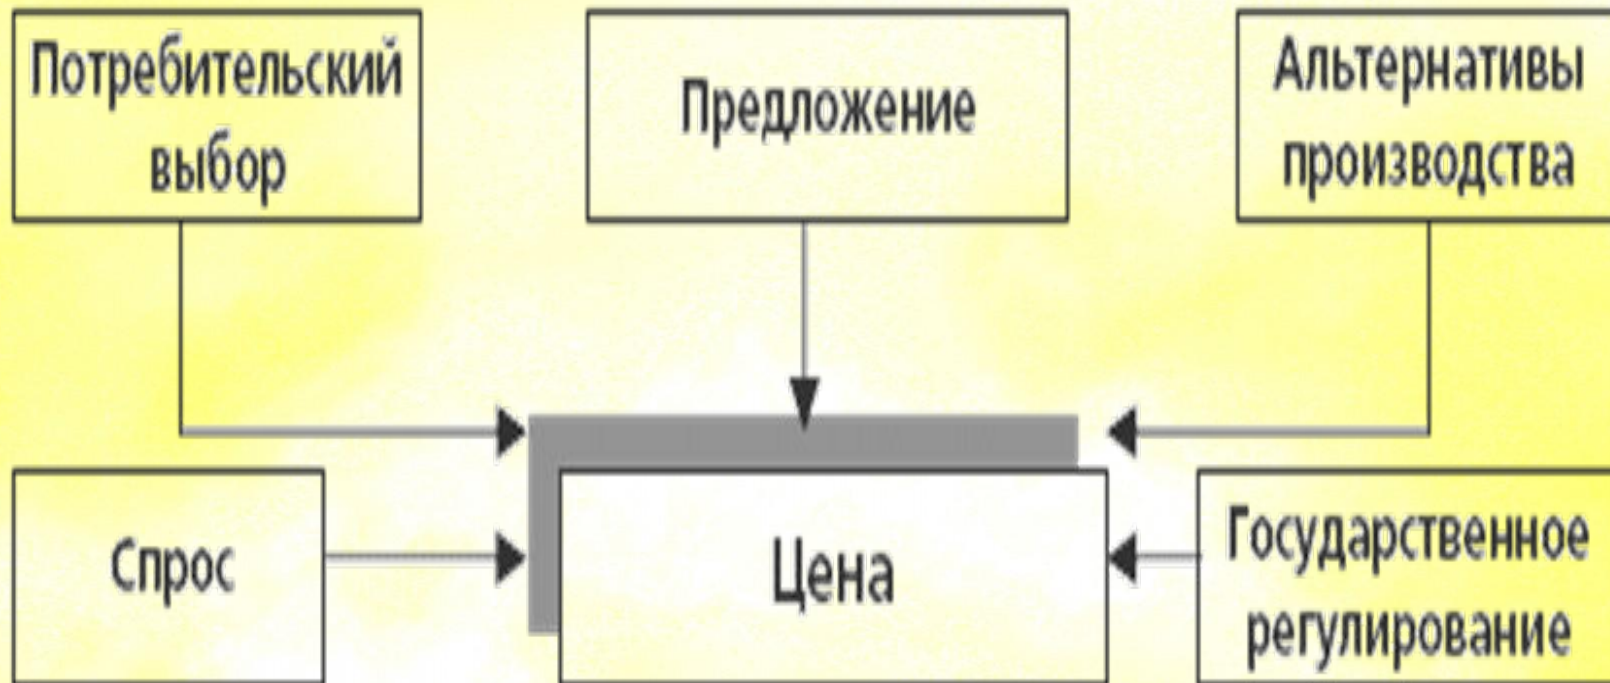 Потребительский
выбор
Предложение
Альтернативы
производства
Спрос
Цена
Государственное
регулирование